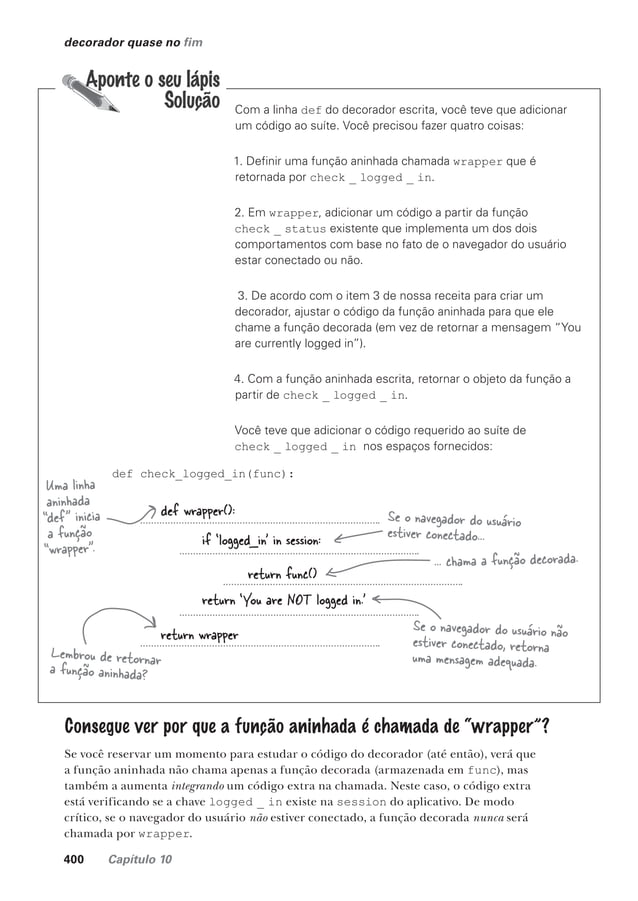 decorador quase no fim
Aponte o seu lápis
Solução
Com a linha def do decorador escrita, você teve que adicionar
um código ao suíte. Você precisou fazer quatro coisas:
1. Definir uma função aninhada chamada wrapper que é
retornada por check _ logged _ in.
2. Em wrapper, adicionar um código a partir da função
check _ status existente que implementa um dos dois
comportamentos com base no fato de o navegador do usuário
estar conectado ou não.
3. De acordo com o item 3 de nossa receita para criar um
decorador, ajustar o código da função aninhada para que ele
chame a função decorada (em vez de retornar a mensagem “You
are currently logged in”).
4. Com a função aninhada escrita, retornar o objeto da função a
partir de check _ logged _ in.
Você teve que adicionar o código requerido ao suíte de
check _ logged _ in nos espaços fornecidos:
def check_logged_in(func):
Uma linha
aninhada
“def” inicia
a função
“wrapper”.
def wrapper():
if ‘logged_in’ in session:
return func()
return ‘You are NOT logged in.’
return wrapper
Se o navegador do usuário
estiver conectado...
... chama a função decorada.
Se o navegador do usuário não
estiver conectado, retorna
uma mensagem adequada.
Lembrou de retornar
a função aninhada?
Consegue ver por que a função aninhada é chamada de “wrapper”?
Se você reservar um momento para estudar o código do decorador (até então), verá que
a função aninhada não chama apenas a função decorada (armazenada em func), mas
também a aumenta integrando um código extra na chamada. Neste caso, o código extra
está verificando se a chave logged _ in existe na session do aplicativo. De modo
crítico, se o navegador do usuário não estiver conectado, a função decorada nunca será
chamada por wrapper.
400 Capítulo 10